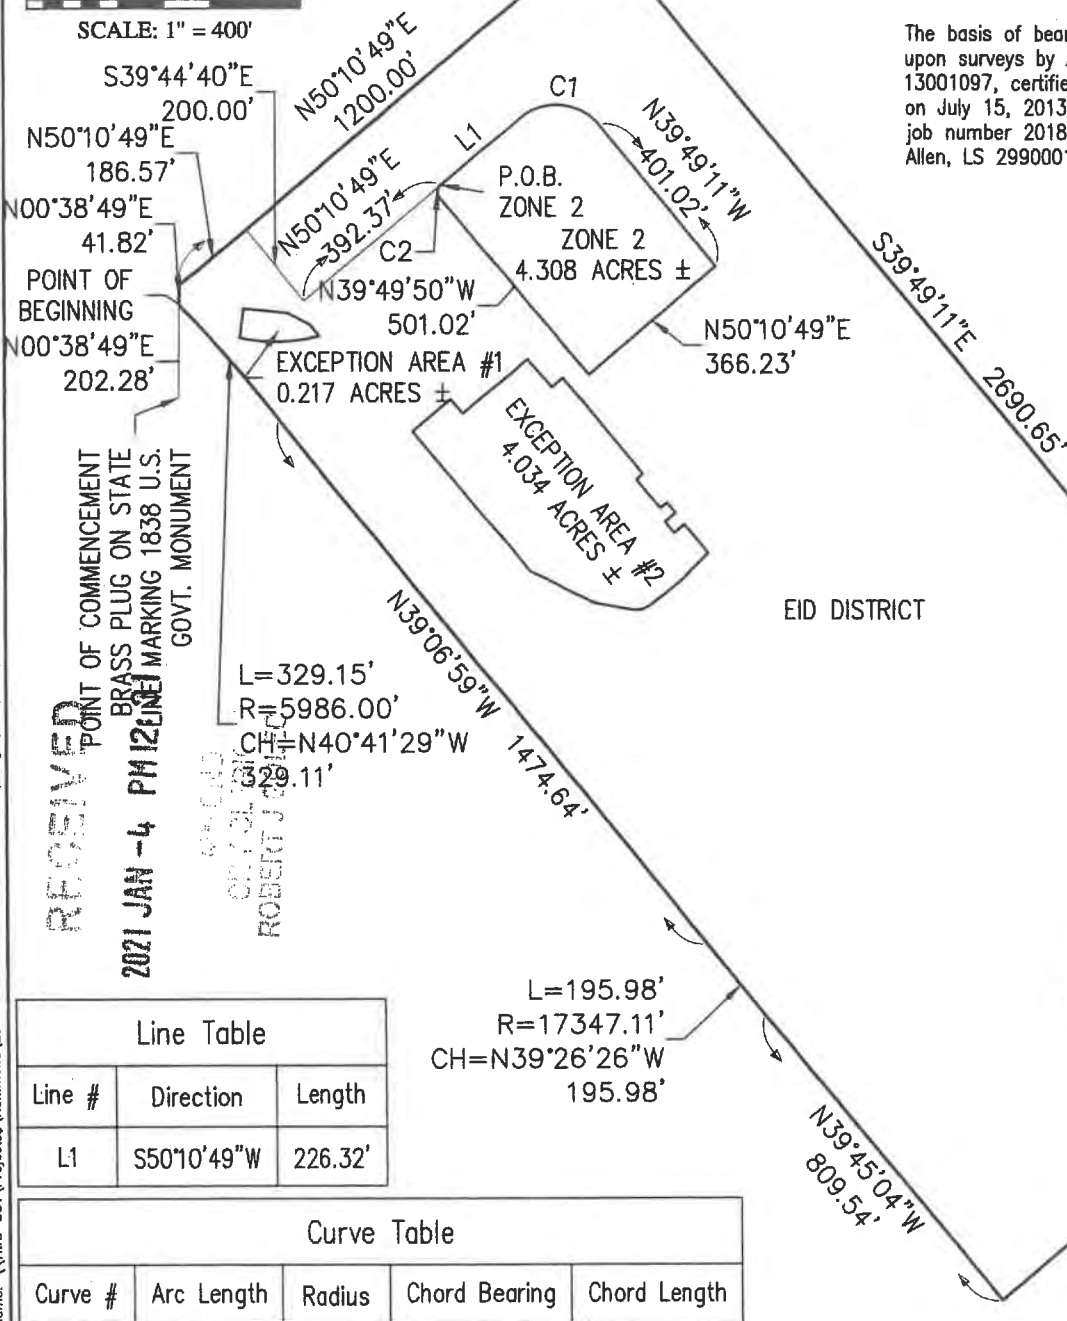 SCALE: 1" = 400'
The basis of bear
upon surveys by
13001097, certifie
on July 15, 2013
job number 2018
Allen, LS 2990001
S39°44'40"E
200.00'
N50°10'49"E
1200.00'
N50°10'49"E
186.57'
N00°38'49"E
41.82'
POINT OF
BEGINNING
N00°38'49"E
202.28'
L1
C1
N50°10'49"E
392.37'
C2
P.O.B.
ZONE 2
N39°49'11"W
401.02'
ZONE 2
4.308 ACRES ±
N39°49'50"W
501.02'
N50°10'49"E
366.23'
S39°49'11"E 2690.65'
EXCEPTION AREA #1
0.217 ACRES ±
EXCEPTION AREA #2
4.034 ACRES ±
EID DISTRICT
POINT OF COMMENCEMENT
BRASS PLUG ON STATE
LINE MARKING 1838 U.S.
GOVT. MONUMENT
N39°06'59"W 1474.64'
L=329.15'
R=5986.00'
CH=N40°41'29"W
329.11'
RECEIVED
2021 JAN -4 PM 12:21
ROBERT J
L=195.98'
R=17347.11'
CH=N39°26'26"W
195.98'
N39°45'04"W
809.54'
Line Table
Line # Direction Length
L1 S50°10'49"W 226.32'
Curve Table
Curve # Arc Length Radius Chord Bearing Chord Length